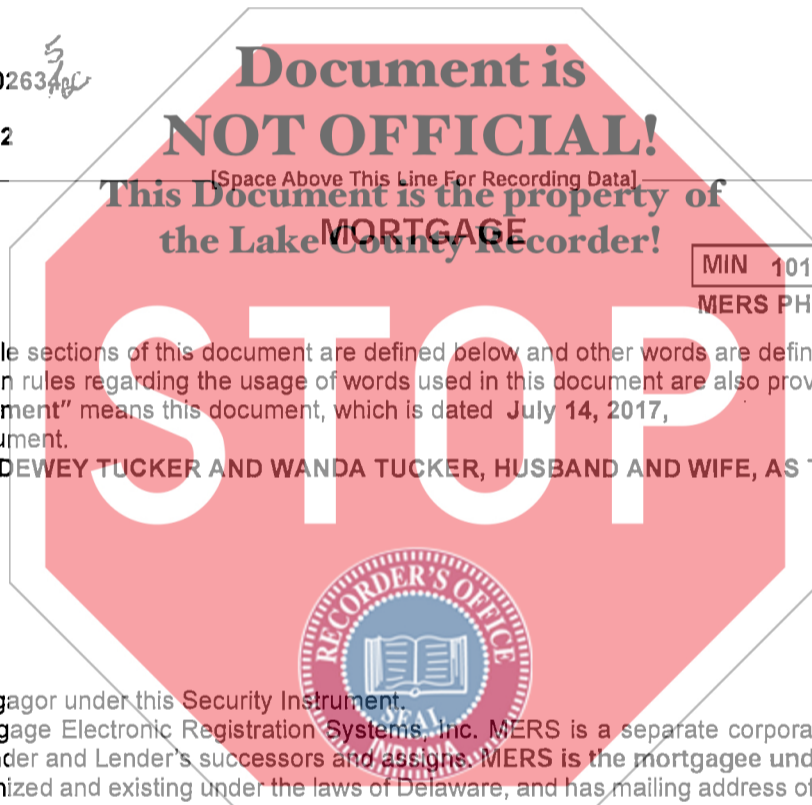 02634
5
2
Document is
NOT OFFICIAL!
[Space Above This Line For Recording Data]
This Document is the property of
MORTGAGE
the Lake County Recorder!
MIN 101
MERS PH
STOP
le sections of this document are defined below and other words are defin
n rules regarding the usage of words used in this document are also prov
ment" means this document, which is dated July 14, 2017,
ument.
DEWEY TUCKER AND WANDA TUCKER, HUSBAND AND WIFE, AS T
RECORDER'S OFFICE
SEAL
INDIANA
gagor under this Security Instrument.
gage Electronic Registration Systems, Inc. MERS is a separate corpora
der and Lender's successors and assigns. MERS is the mortgagee und
nized and existing under the laws of Delaware, and has mailing address o